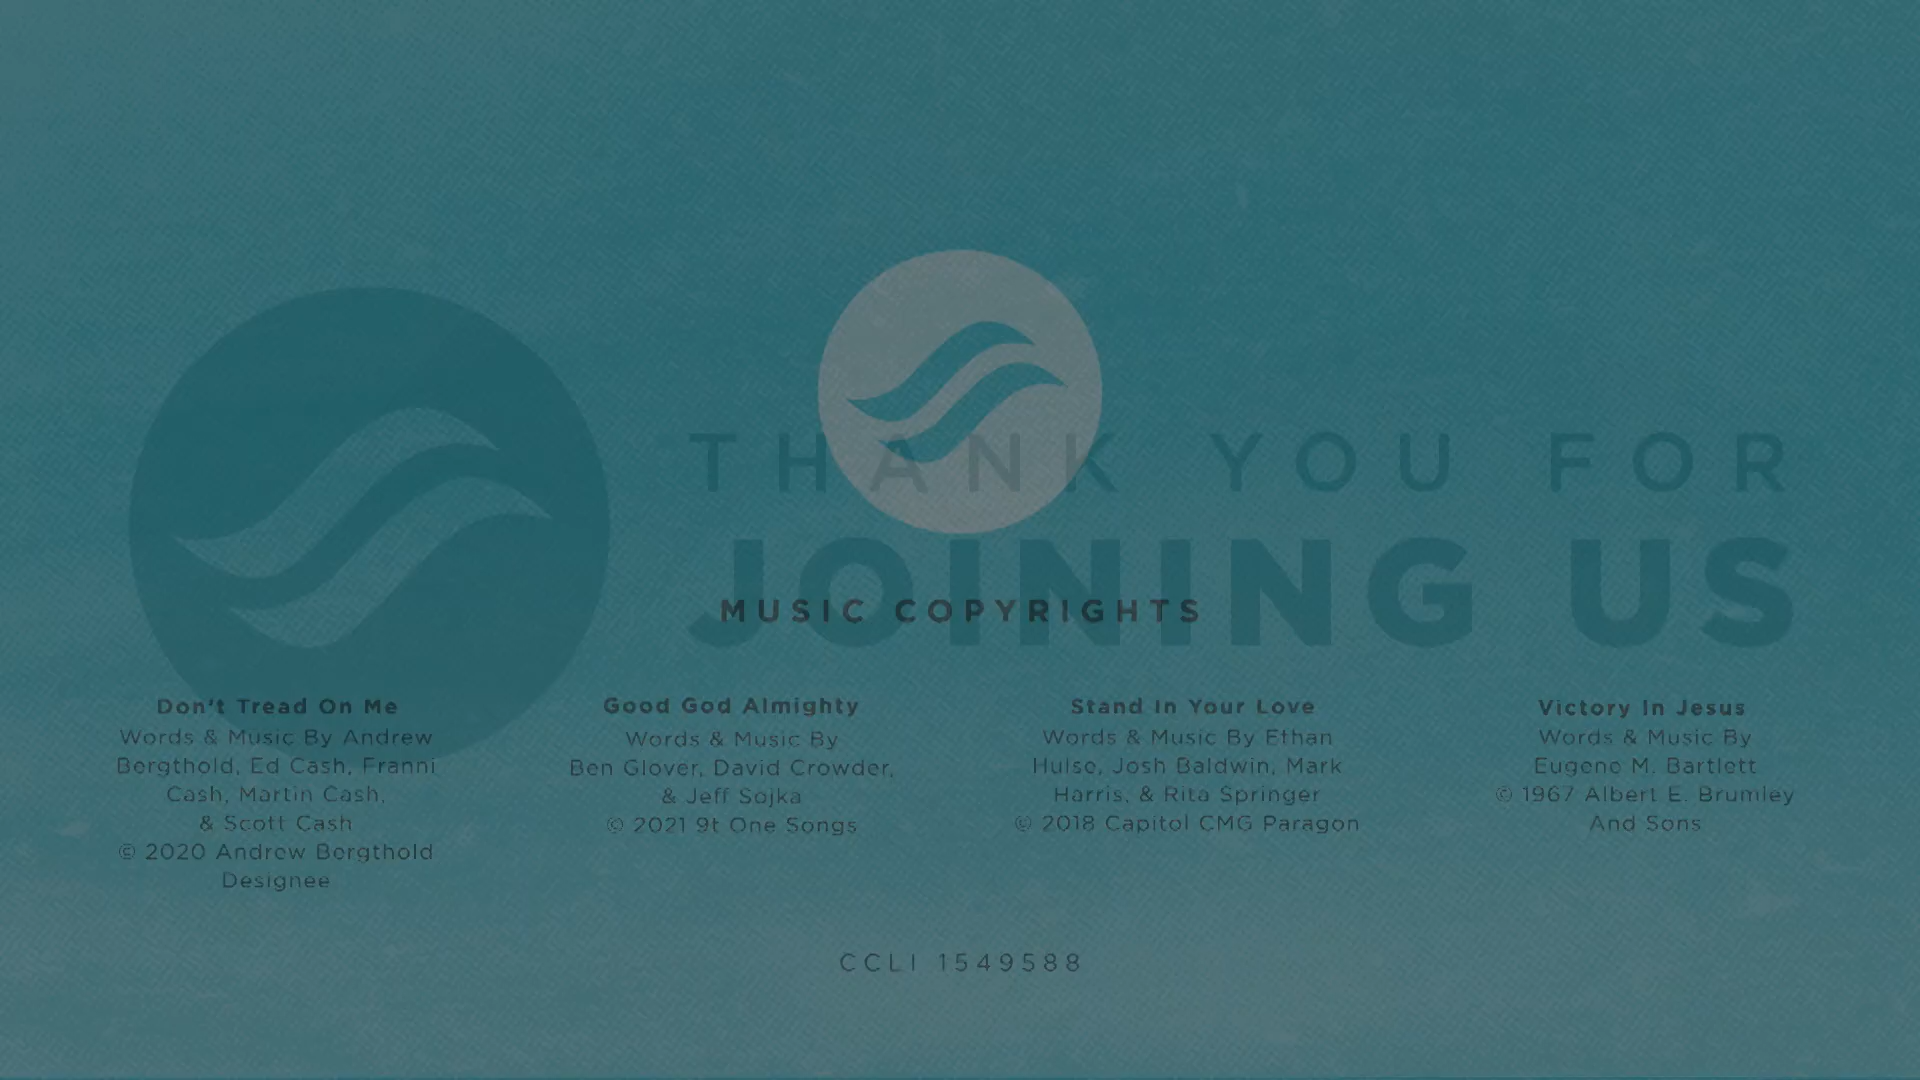 THANK YOU FOR
JOINING US
MUSIC COPYRIGHTS
Don't Tread On Me
Words & Music By Andrew
Bergthold, Ed Cash, Franni
Cash, Martin Cash,
& Scott Cash
© 2020 Andrew Bergthold
Designee
Good God Almighty
Words & Music By
Ben Glover, David Crowder,
& Jeff Sojka
© 2021 9t One Songs
Stand In Your Love
Words & Music By Ethan
Hulse, Josh Baldwin, Mark
Harris, & Rita Springer
© 2018 Capitol CMG Paragon
Victory In Jesus
Words & Music By
Eugene M. Bartlett
© 1967 Albert E. Brumley
And Sons
CCLI 1549588